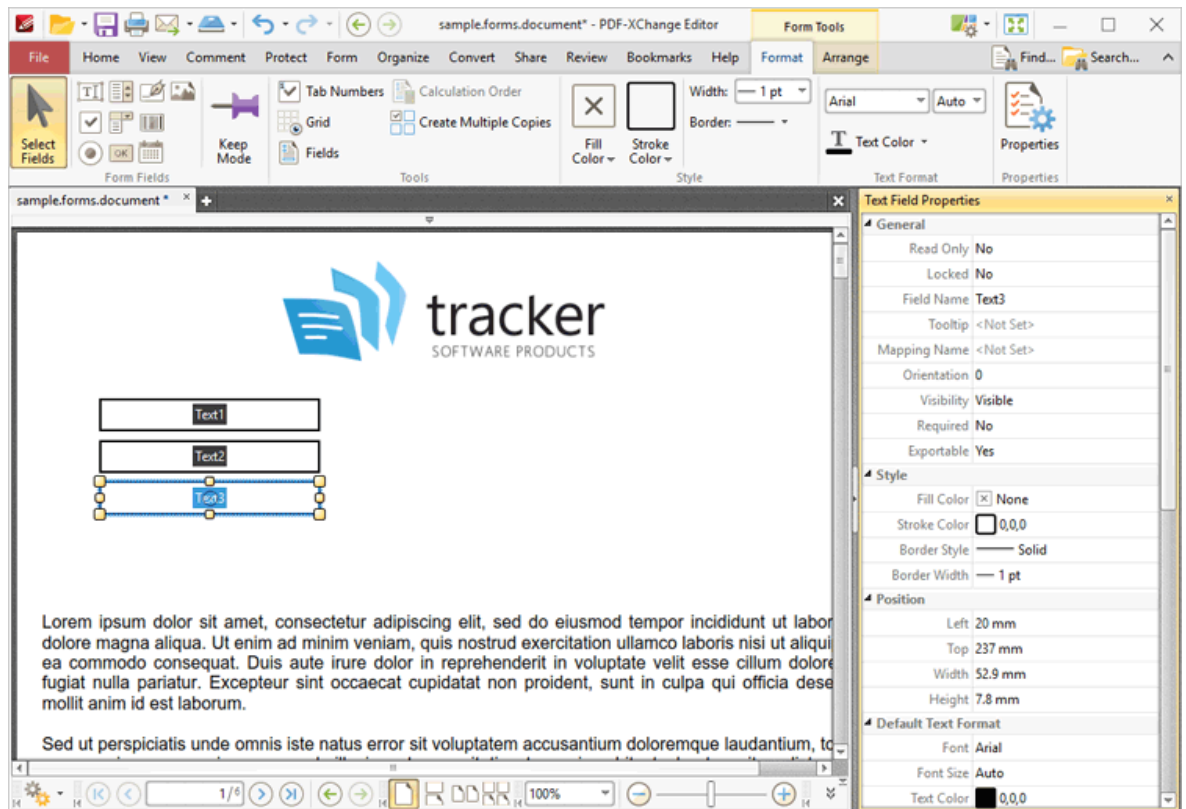 sample.forms.document* - PDF-XChange Editor
Form Tools
File Home View Comment Protect Form Organize Convert Share Review Bookmarks Help Format Arrange Find... Search...
Select Fields
OK
Form Fields
Keep Mode
Tab Numbers Calculation Order
Grid Create Multiple Copies
Fields
Tools
Fill Color
Stroke Color
Width: 1 pt
Border:
Style
Arial Auto
Text Color
Text Format
Properties
Properties
sample.forms.document *
tracker
SOFTWARE PRODUCTS
Text1
Text2
Text3
Lorem ipsum dolor sit amet, consectetur adipiscing elit, sed do eiusmod tempor incididunt ut labor
dolore magna aliqua. Ut enim ad minim veniam, quis nostrud exercitation ullamco laboris nisi ut aliqui
ea commodo consequat. Duis aute irure dolor in reprehenderit in voluptate velit esse cillum dolore
fugiat nulla pariatur. Excepteur sint occaecat cupidatat non proident, sunt in culpa qui officia dese
mollit anim id est laborum.
Sed ut perspiciatis unde omnis iste natus error sit voluptatem accusantium doloremque laudantium, to
1/6
100%
Text Field Properties
General
Read Only No
Locked No
Field Name Text3
Tooltip <Not Set>
Mapping Name <Not Set>
Orientation 0
Visibility Visible
Required No
Exportable Yes
Style
Fill Color None
Stroke Color 0,0,0
Border Style Solid
Border Width 1 pt
Position
Left 20 mm
Top 237 mm
Width 52.9 mm
Height 7.8 mm
Default Text Format
Font Arial
Font Size Auto
Text Color 0,0,0